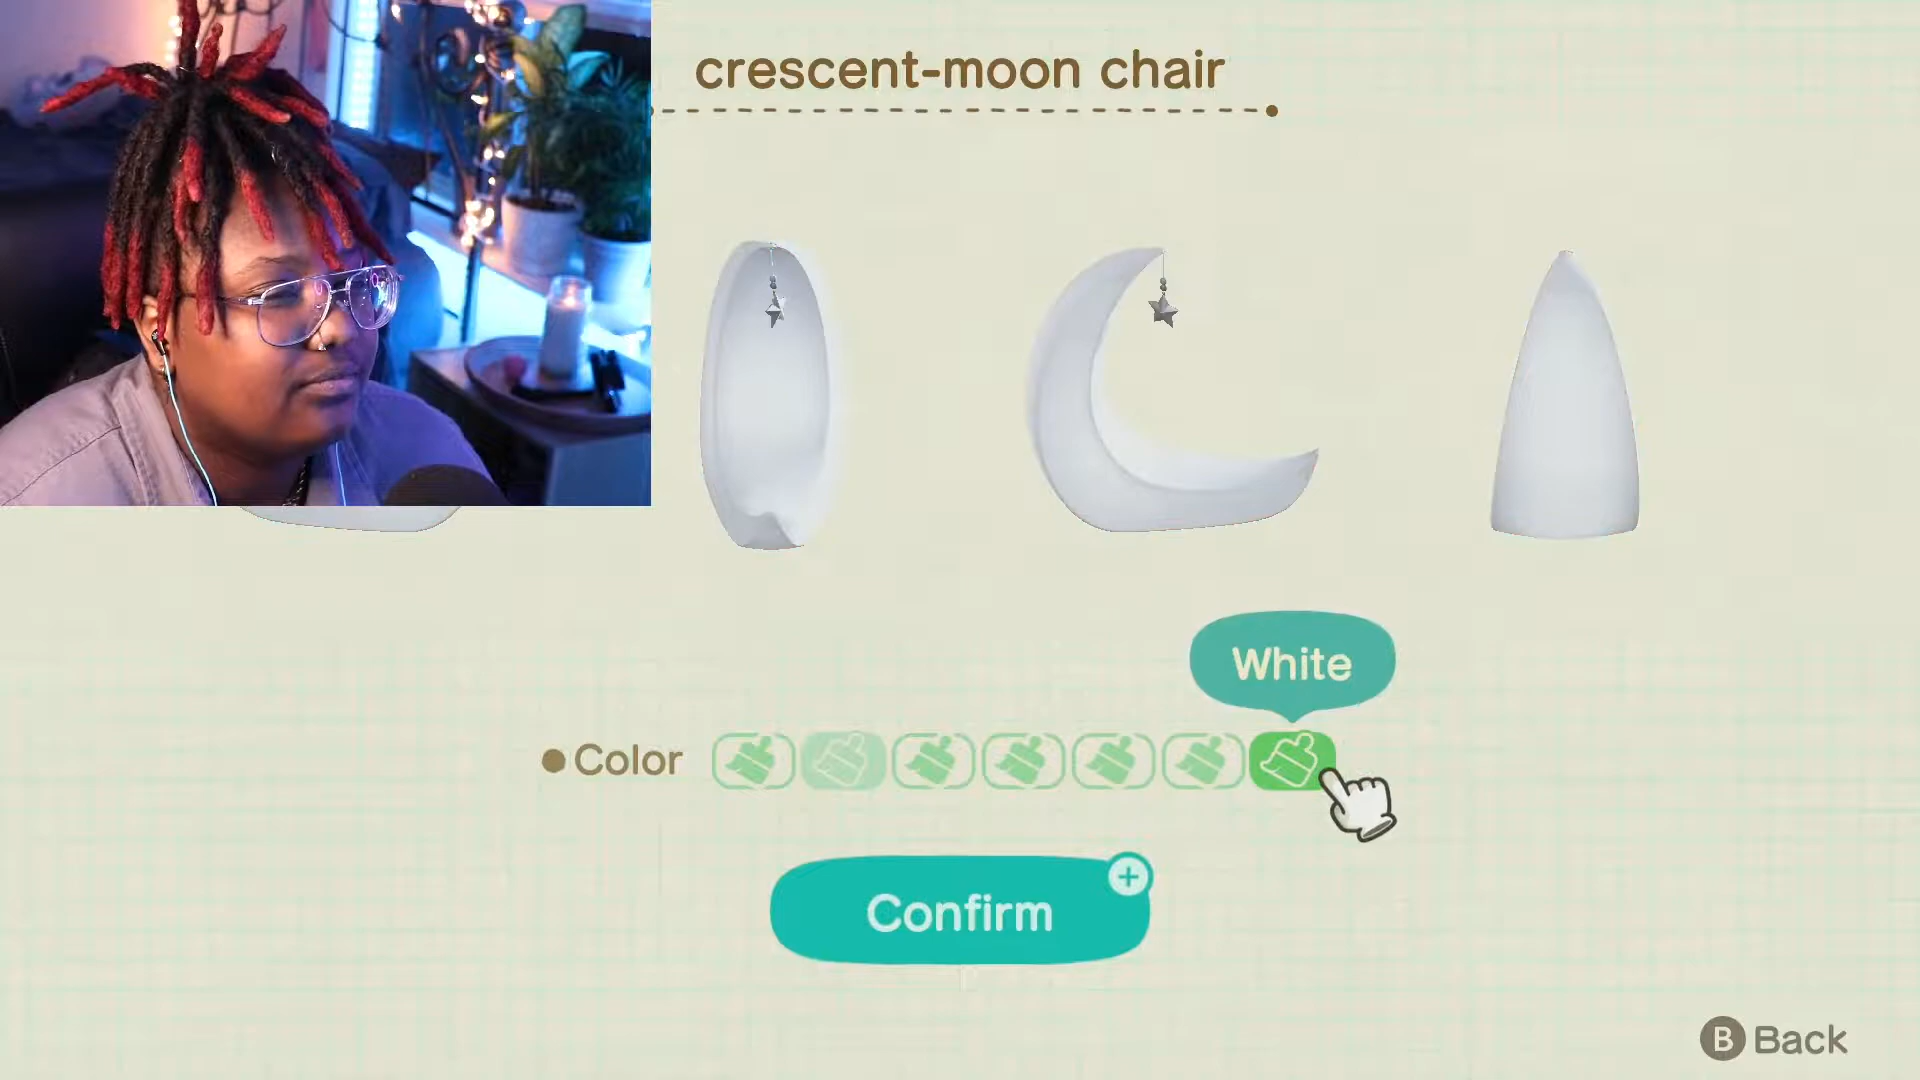 crescent-moon chair
White
Color
Confirm
B Back